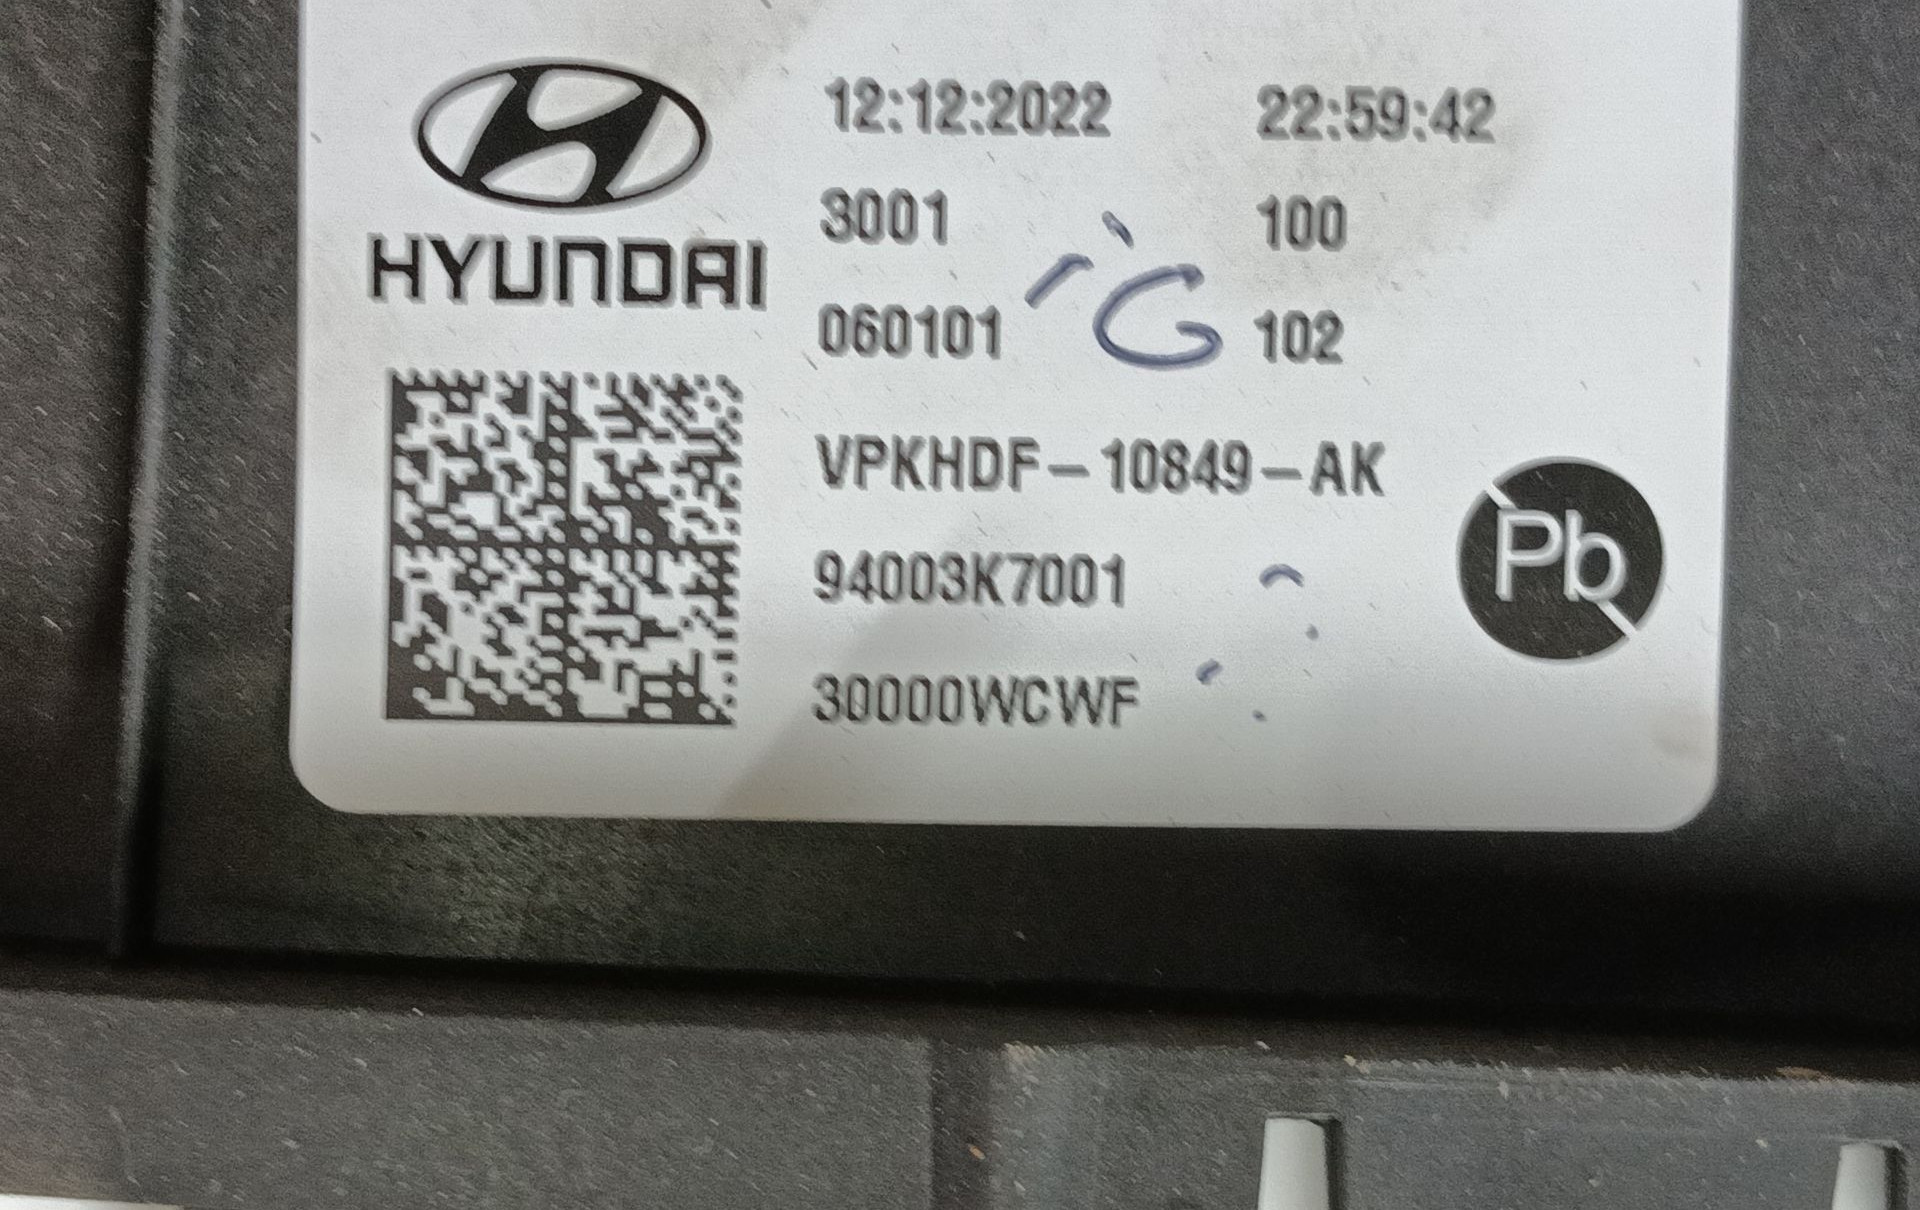 HYUNDAI
12:12:2022 22:59:42
3001 100
060101 102
VPKHDF-10849-AK
94003K7001
30000WCWF
Pb